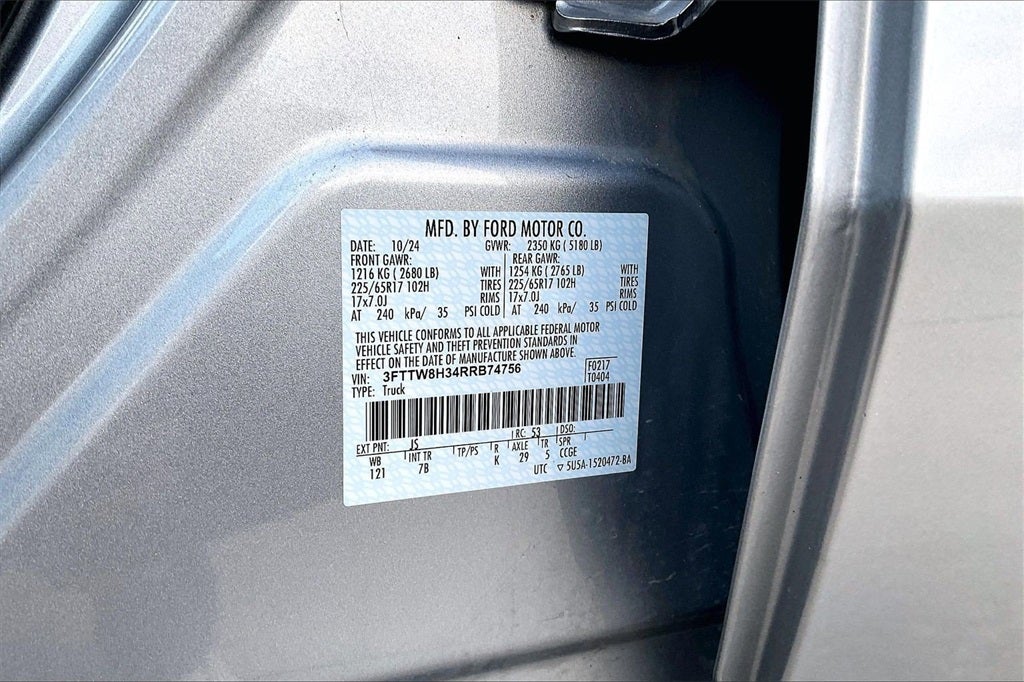 MFD. BY FORD MOTOR CO.
DATE: 10/24 GVWR: 2350 KG ( 5180 LB)
FRONT GAWR: REAR GAWR:
1216 KG ( 2680 LB) WITH 1254 KG ( 2765 LB) WITH
225/65R17 102H TIRES 225/65R17 102H TIRES
17x7.0J RIMS 17x7.0J RIMS
AT 240 kPa/ 35 PSI COLD AT 240 kPa/ 35 PSI COLD
THIS VEHICLE CONFORMS TO ALL APPLICABLE FEDERAL MOTOR
VEHICLE SAFETY AND THEFT PREVENTION STANDARDS IN
EFFECT ON THE DATE OF MANUFACTURE SHOWN ABOVE.
VIN: 3FTTW8H34RRB74756 F0217
TYPE: Truck T0404
EXT PNT: JS RC: 53 DSO:
WB INT TR TP/PS R AXLE TR SPR
121 7B K 29 5 CCGE
UTC ▽ 5U5A-1520472-BA